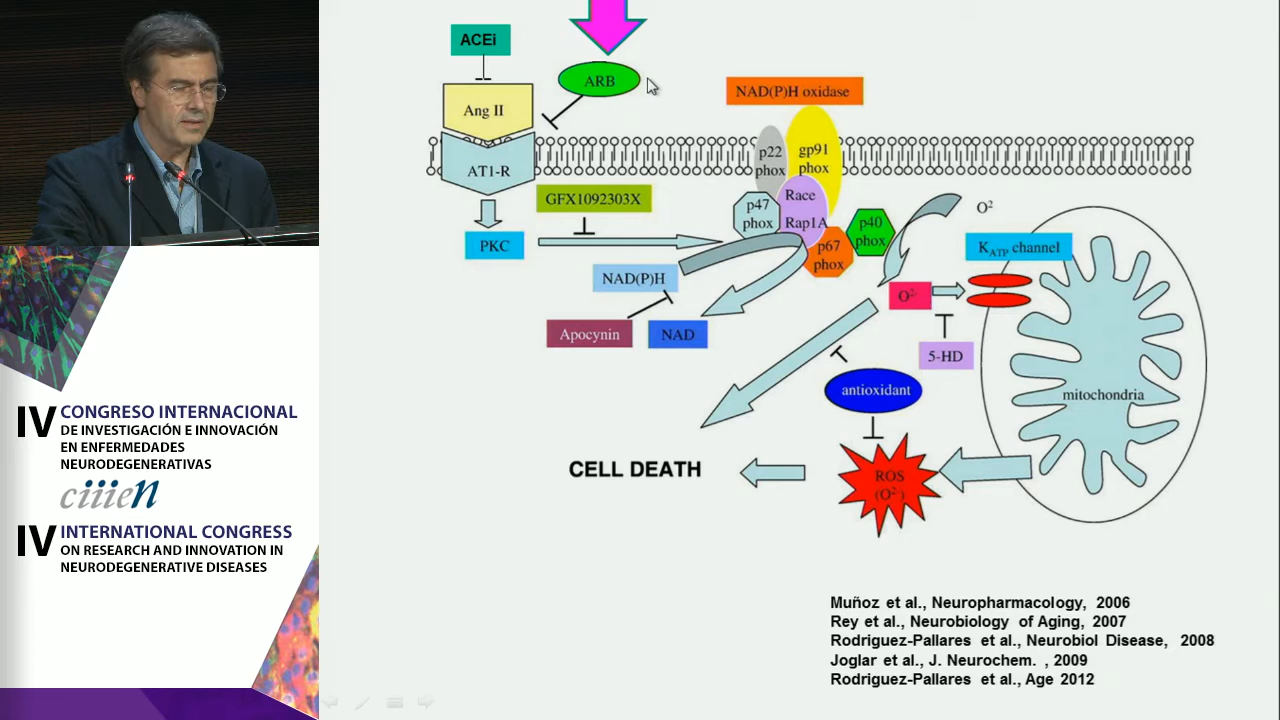 IV CONGRESO INTERNACIONAL
DE INVESTIGACIÓN E INNOVACIÓN
EN ENFERMEDADES
NEURODEGENERATIVAS
ciiien
IV INTERNATIONAL CONGRESS
ON RESEARCH AND INNOVATION IN
NEURODEGENERATIVE DISEASES
ACEi
ARB
Ang II
AT1-R
PKC
GFX1092303X
NAD(P)H oxidase
p22
phox
gp91
phox
p47
phox
Race
Rap1A
p67
phox
p40
phox
O²
KATP channel
NAD(P)H
Apocynin
NAD
O²⁻
5-HD
antioxidant
mitochondria
ROS
(O²⁻)
CELL DEATH
Muñoz et al., Neuropharmacology, 2006
Rey et al., Neurobiology of Aging, 2007
Rodriguez-Pallares et al., Neurobiol Disease, 2008
Joglar et al., J. Neurochem. , 2009
Rodriguez-Pallares et al., Age 2012